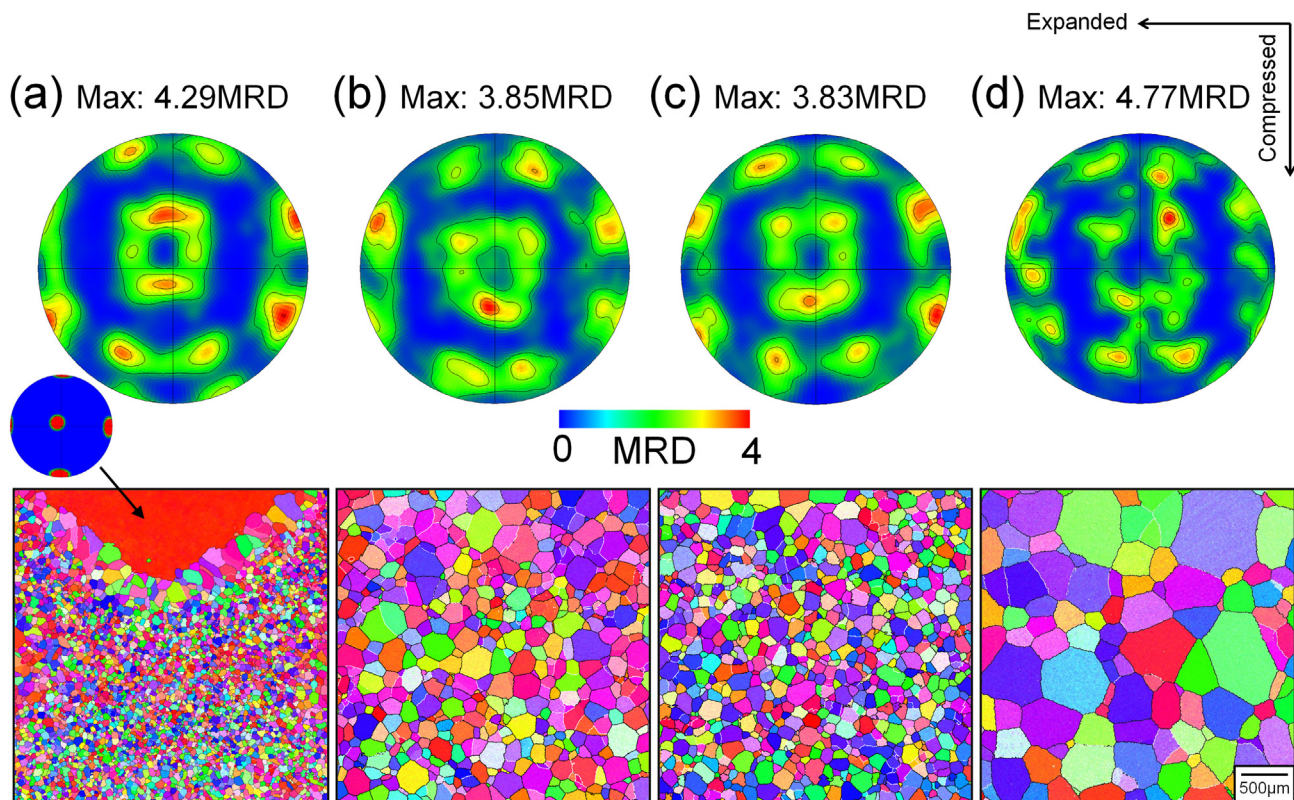 Expanded
Compressed
(a) Max: 4.29MRD
(b) Max: 3.85MRD
(c) Max: 3.83MRD
(d) Max: 4.77MRD
0 MRD 4
500μm